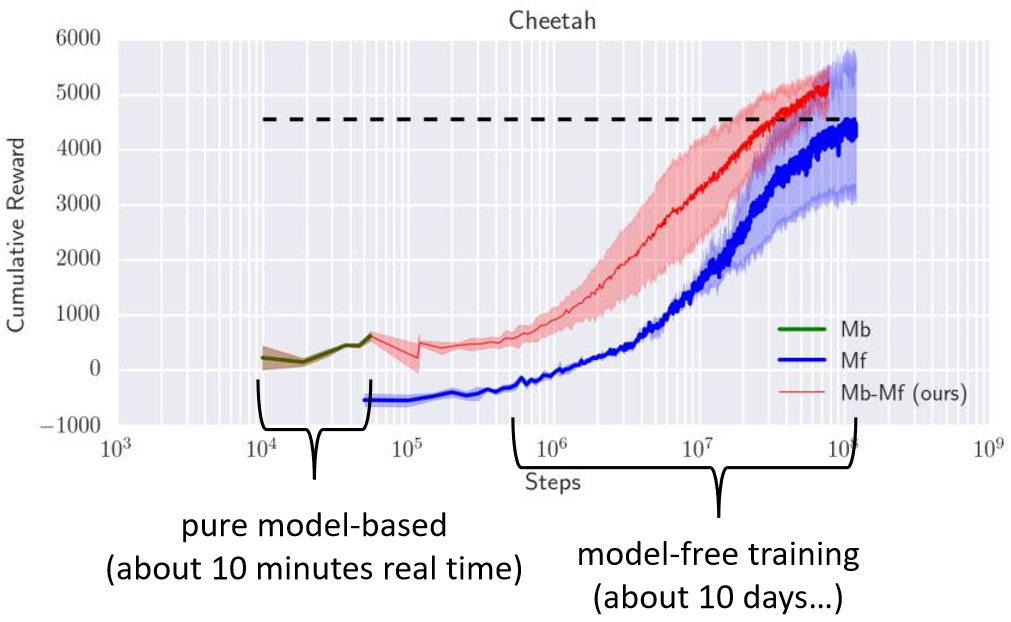 Cheetah
Cumulative Reward
6000
5000
4000
3000
2000
1000
0
−1000
10³
10⁴
10⁵
10⁶
10⁷
10⁸
10⁹
Steps
Mb
Mf
Mb-Mf (ours)
pure model-based
(about 10 minutes real time)
model-free training
(about 10 days...)